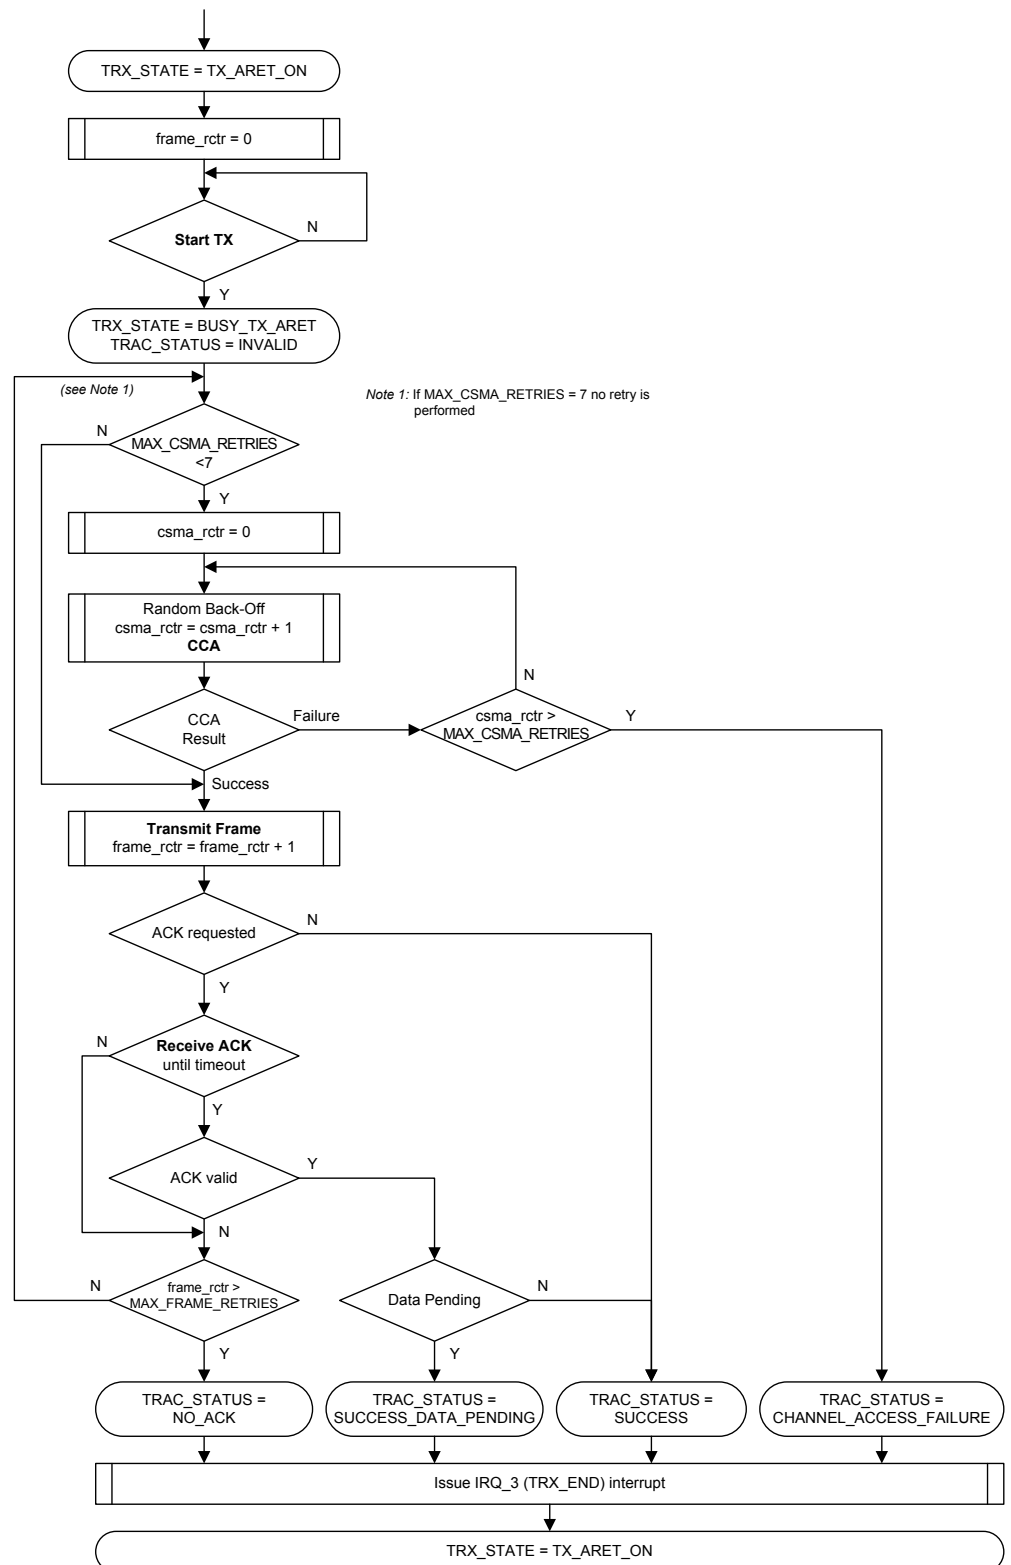 TRX_STATE = TX_ARET_ON
frame_rctr = 0
N
Start TX
Y
TRX_STATE = BUSY_TX_ARET
TRAC_STATUS = INVALID
(see Note 1)
Note 1: If MAX_CSMA_RETRIES = 7 no retry is
performed
N
MAX_CSMA_RETRIES
<7
Y
csma_rctr = 0
Random Back-Off
csma_rctr = csma_rctr + 1
CCA
N
CCA
Result
Failure
csma_rctr >
MAX_CSMA_RETRIES
Y
Success
Transmit Frame
frame_rctr = frame_rctr + 1
ACK requested
N
Y
N
Receive ACK
until timeout
Y
ACK valid
Y
N
N
frame_rctr >
MAX_FRAME_RETRIES
Data Pending
N
Y
Y
TRAC_STATUS =
NO_ACK
TRAC_STATUS =
SUCCESS_DATA_PENDING
TRAC_STATUS =
SUCCESS
TRAC_STATUS =
CHANNEL_ACCESS_FAILURE
Issue IRQ_3 (TRX_END) interrupt
TRX_STATE = TX_ARET_ON